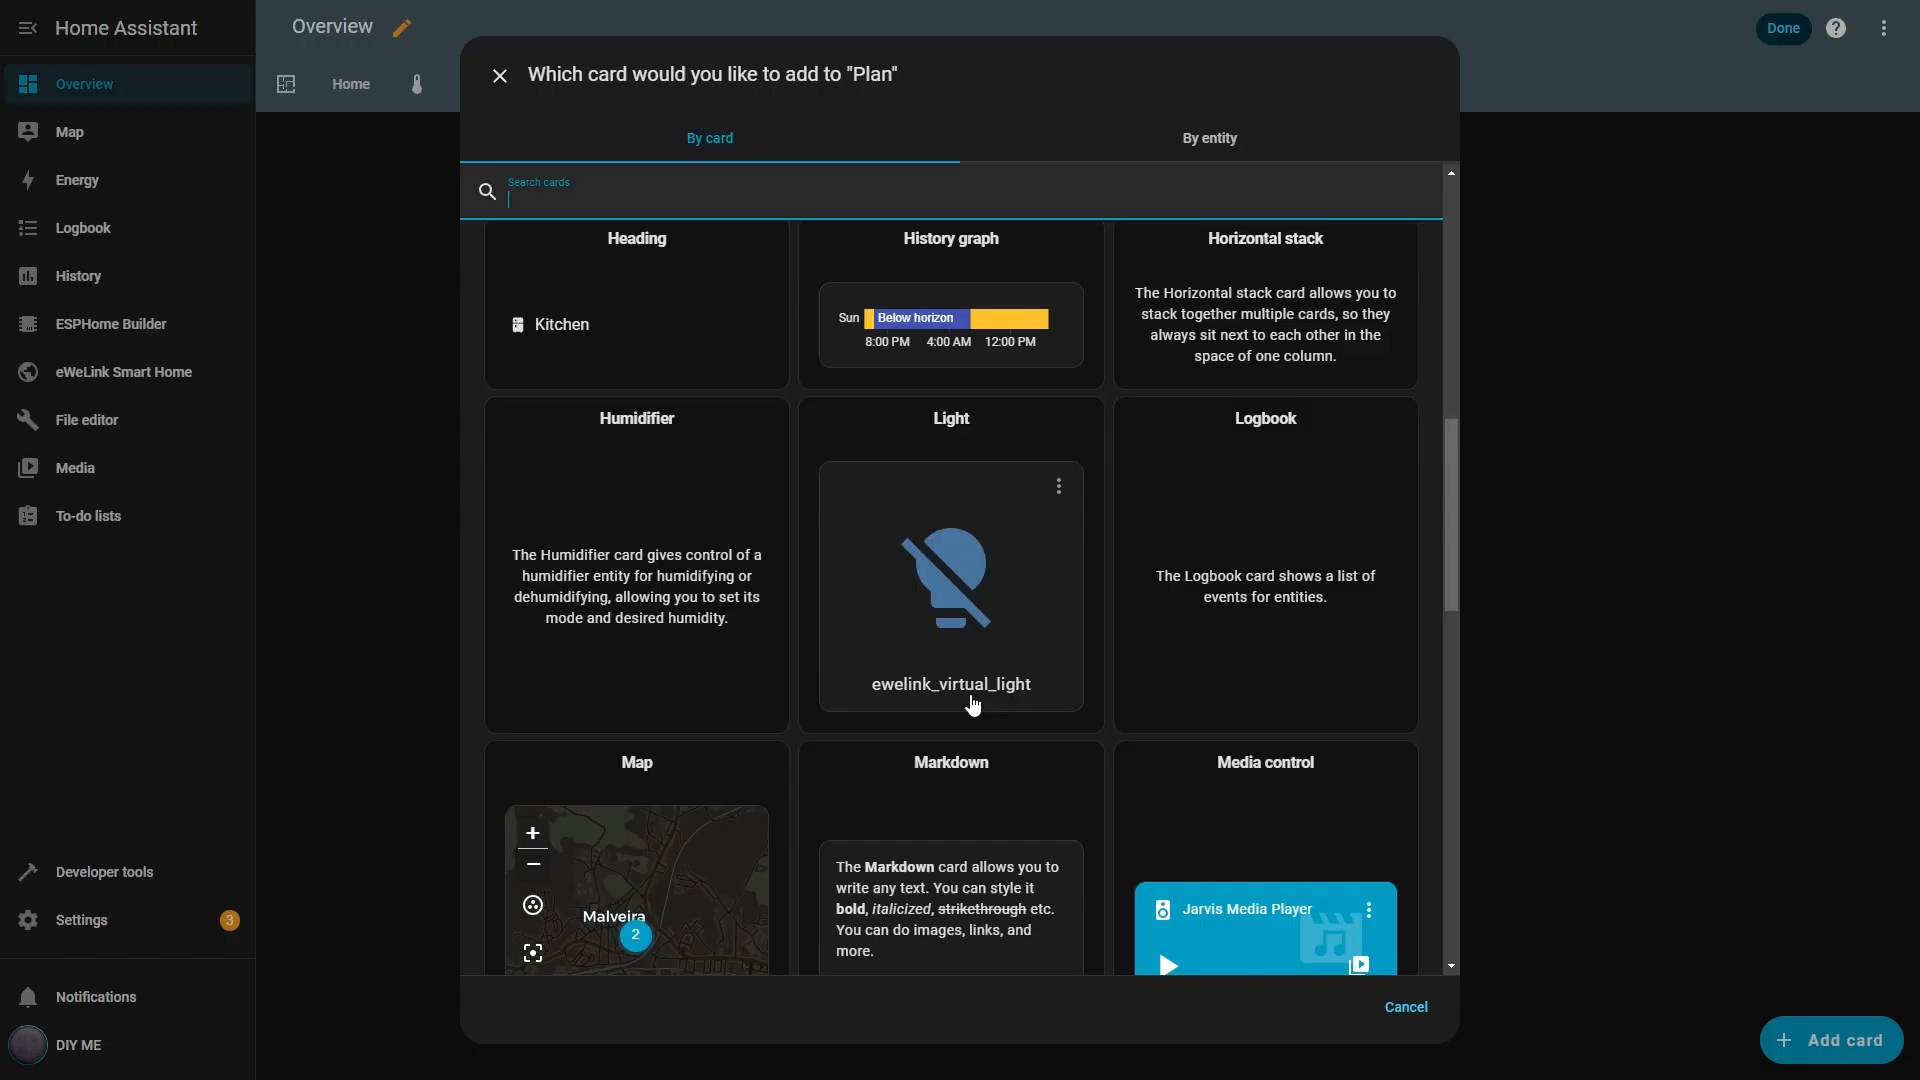 Home Assistant
Overview
Done
Home
Overview
Map
Energy
Logbook
History
ESPHome Builder
eWeLink Smart Home
File editor
Media
To-do lists
Developer tools
Settings
3
Notifications
DIY ME
Which card would you like to add to "Plan"
By card
By entity
Search cards
Heading
Kitchen
History graph
Sun
Below horizon
8:00 PM 4:00 AM 12:00 PM
Horizontal stack
The Horizontal stack card allows you to
stack together multiple cards, so they
always sit next to each other in the
space of one column.
Humidifier
The Humidifier card gives control of a
humidifier entity for humidifying or
dehumidifying, allowing you to set its
mode and desired humidity.
Light
ewelink_virtual_light
Logbook
The Logbook card shows a list of
events for entities.
Map
+
−
Malveira
2
Markdown
The Markdown card allows you to
write any text. You can style it
bold, italicized, strikethrough etc.
You can do images, links, and
more.
Media control
Jarvis Media Player
Cancel
+ Add card